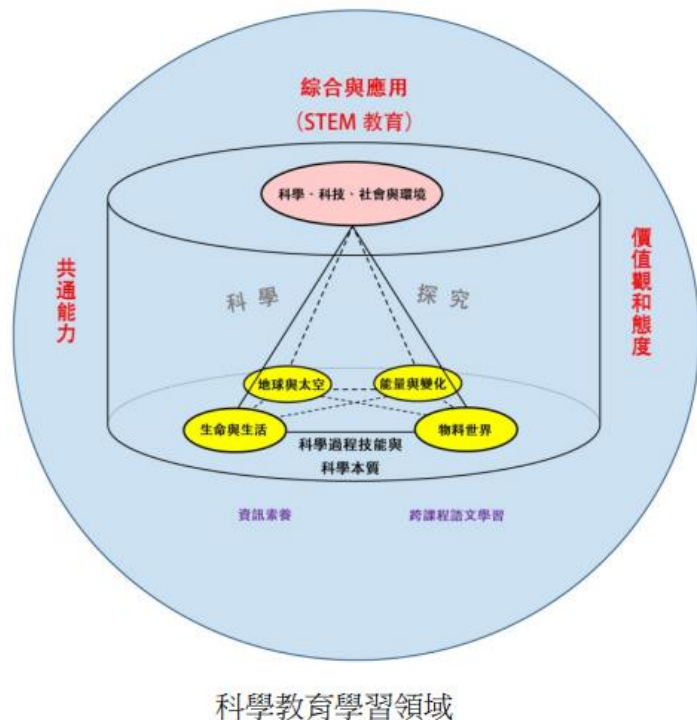 綜合與應用
(STEM 教育)
科學、科技、社會與環境
共通能力
價值觀和態度
科學 探究
地球與太空 能量與變化
生命與生活 物料世界
科學過程技能與
科學本質
資訊素養 跨課程語文學習
科學教育學習領域